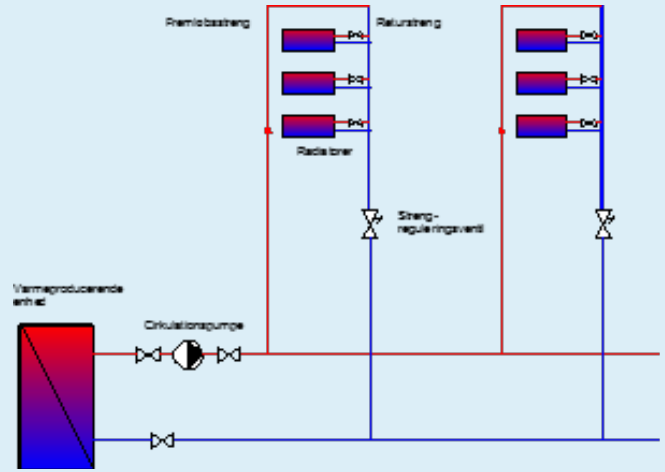 Fremløbsstreng
Returstreng
Radiatorer
Streng-
reguleringsventil
Varmeproducerende
enhed
Cirkulationspumpe